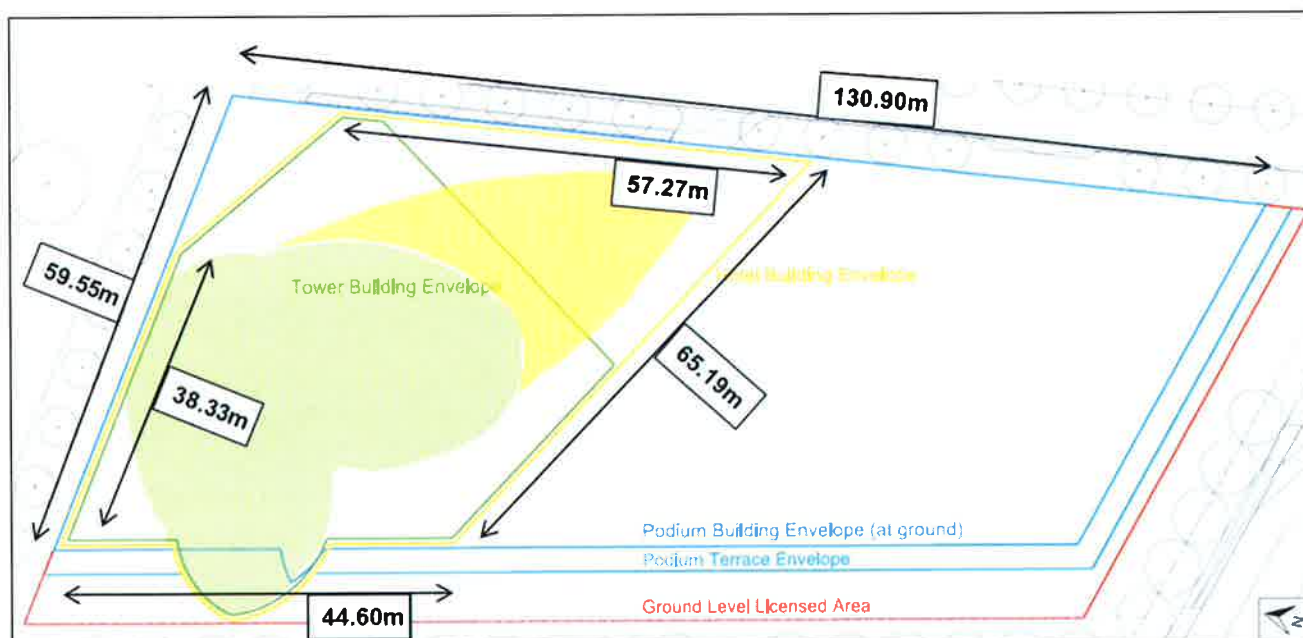 130.90m
57.27m
59.55m
Tower Building Envelope
Hotel Building Envelope
65.19m
38.33m
Podium Building Envelope (at ground)
Podium Terrace Envelope
Ground Level Licensed Area
44.60m
N